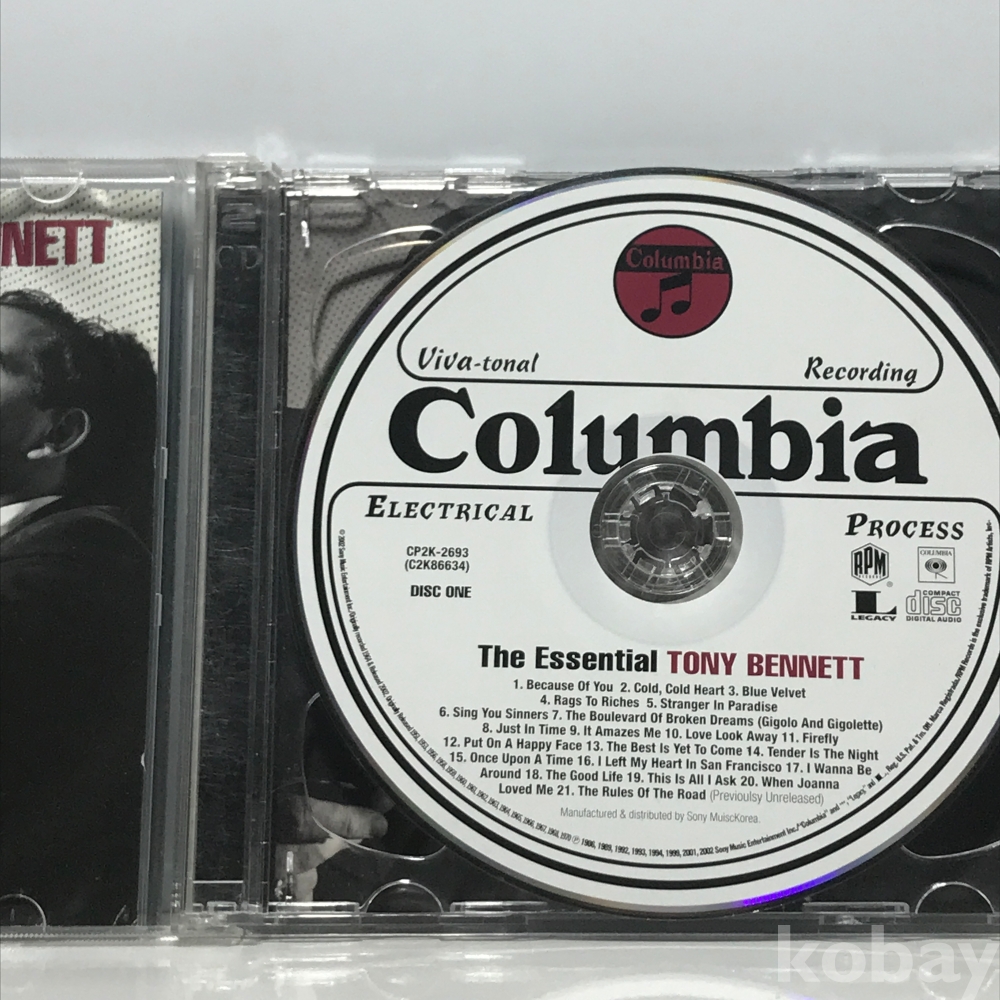 NNETT
Columbia
Viva-tonal
Recording
Columbia
ELECTRICAL
PROCESS
CP2K-2693
(C2K86634)
DISC ONE
RPM
RECORDS
COLUMBIA
L
LEGACY
COMPACT
disc
DIGITAL AUDIO
The Essential TONY BENNETT
1. Because Of You 2. Cold, Cold Heart 3. Blue Velvet
4. Rags To Riches 5. Stranger In Paradise
6. Sing You Sinners 7. The Boulevard Of Broken Dreams (Gigolo And Gigolette)
8. Just In Time 9. It Amazes Me 10. Love Look Away 11. Firefly
12. Put On A Happy Face 13. The Best Is Yet To Come 14. Tender Is The Night
15. Once Upon A Time 16. I Left My Heart In San Francisco 17. I Wanna Be
Around 18. The Good Life 19. This Is All I Ask 20. When Joanna
Loved Me 21. The Rules Of The Road (Previoulsy Unreleased)
Manufactured & distributed by Sony MuiscKorea.
kobay